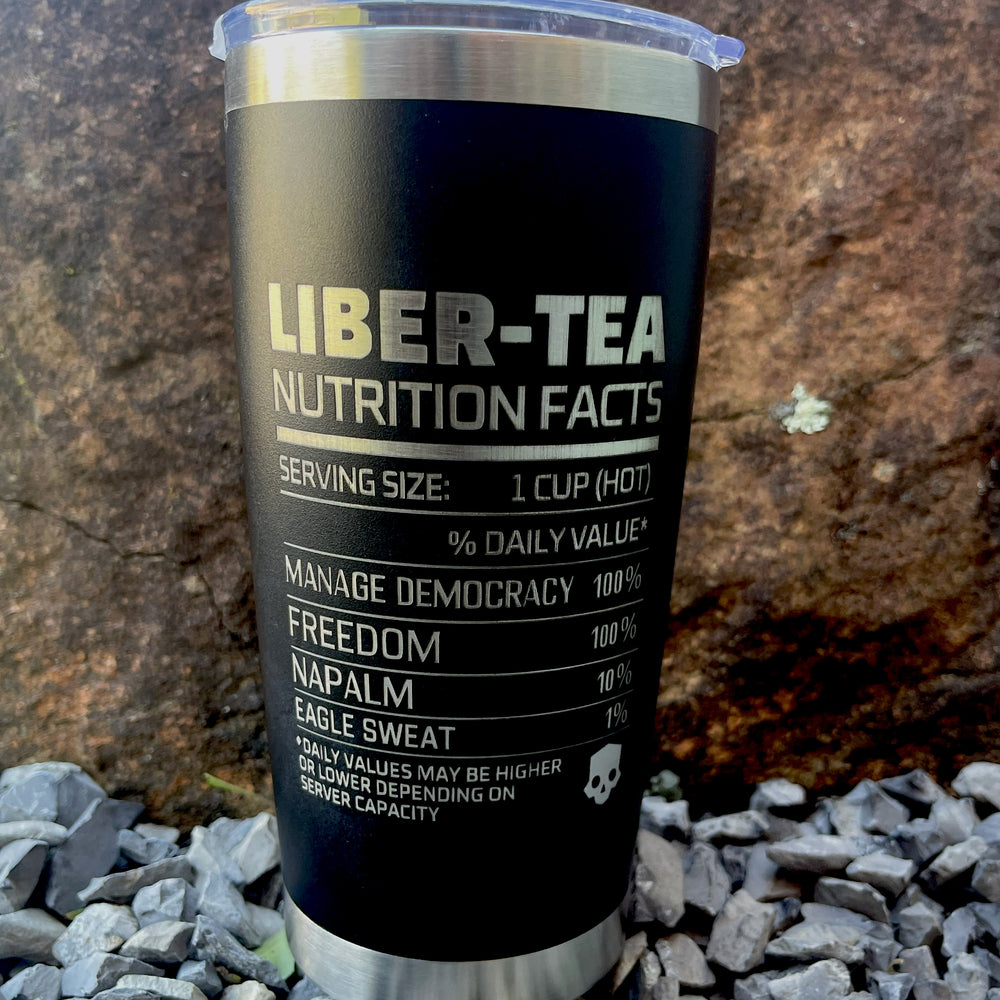 LIBER-TEA
NUTRITION FACTS
SERVING SIZE: 1 CUP (HOT)
% DAILY VALUE*
MANAGE DEMOCRACY 100%
FREEDOM 100%
NAPALM 10%
EAGLE SWEAT 1%
*DAILY VALUES MAY BE HIGHER
OR LOWER DEPENDING ON
SERVER CAPACITY